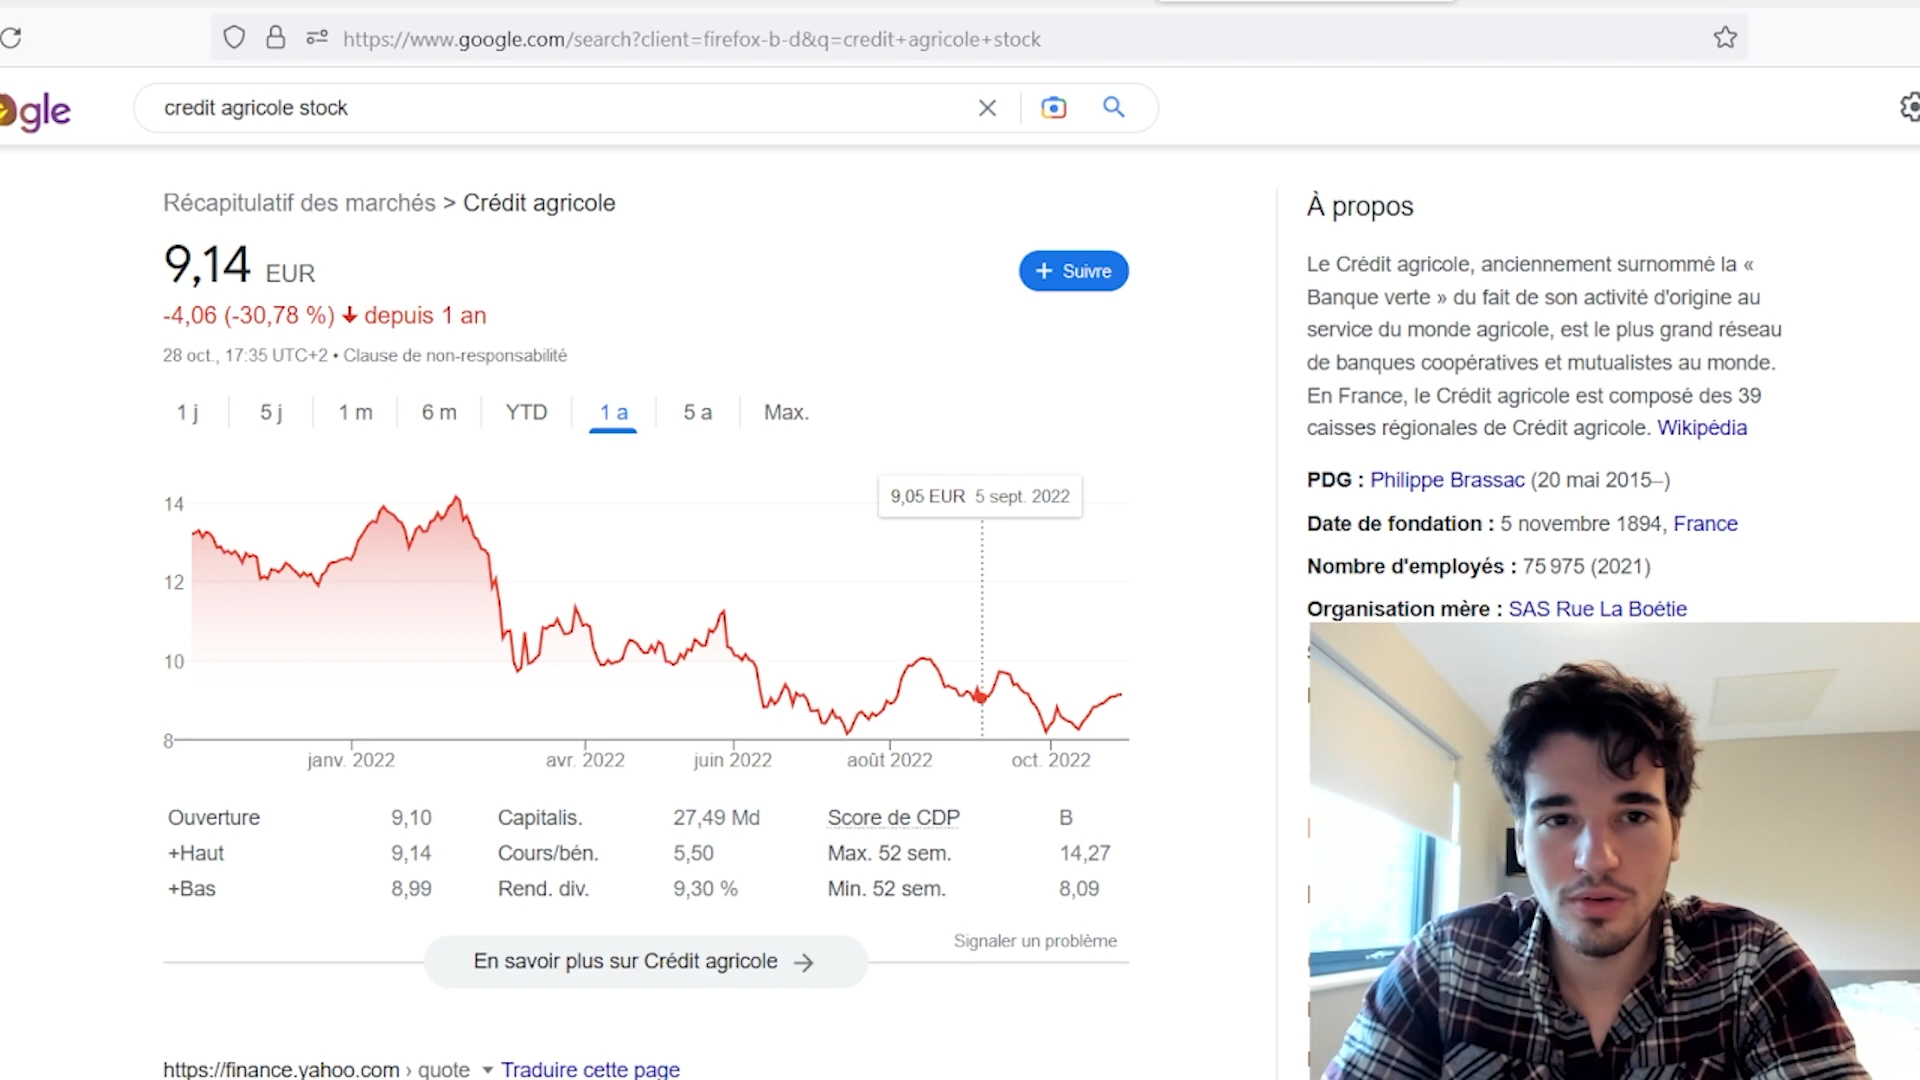 https://www.google.com/search?client=firefox-b-d&q=credit+agricole+stock
gle
credit agricole stock
Récapitulatif des marchés > Crédit agricole
9,14 EUR
+ Suivre
-4,06 (-30,78 %) ↓ depuis 1 an
28 oct., 17:35 UTC+2 • Clause de non-responsabilité
1 j 5 j 1 m 6 m YTD 1 a 5 a Max.
9,05 EUR 5 sept. 2022
14
12
10
8
janv. 2022 avr. 2022 juin 2022 août 2022 oct. 2022
Ouverture 9,10 Capitalis. 27,49 Md Score de CDP B
+Haut 9,14 Cours/bén. 5,50 Max. 52 sem. 14,27
+Bas 8,99 Rend. div. 9,30 % Min. 52 sem. 8,09
Signaler un problème
En savoir plus sur Crédit agricole →
https://finance.yahoo.com › quote ▾ Traduire cette page
À propos
Le Crédit agricole, anciennement surnommé la «
Banque verte » du fait de son activité d'origine au
service du monde agricole, est le plus grand réseau
de banques coopératives et mutualistes au monde.
En France, le Crédit agricole est composé des 39
caisses régionales de Crédit agricole. Wikipédia
PDG : Philippe Brassac (20 mai 2015–)
Date de fondation : 5 novembre 1894, France
Nombre d'employés : 75 975 (2021)
Organisation mère : SAS Rue La Boétie